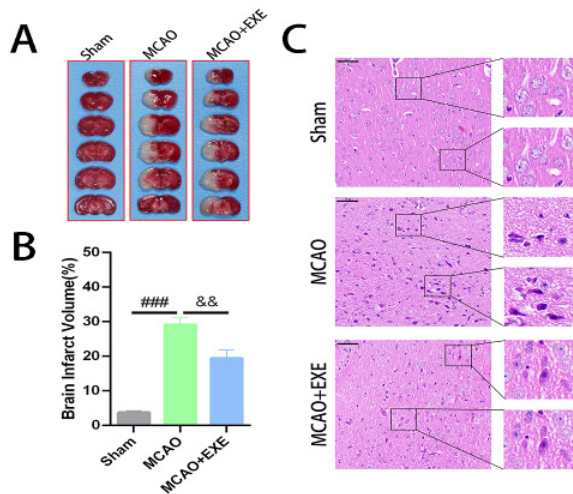 A
Sham
MCAO
MCAO+EXE
B
Brain Infarct Volume(%)
50
40
30
20
10
0
###
&&
Sham
MCAO
MCAO+EXE
C
Sham
MCAO
MCAO+EXE